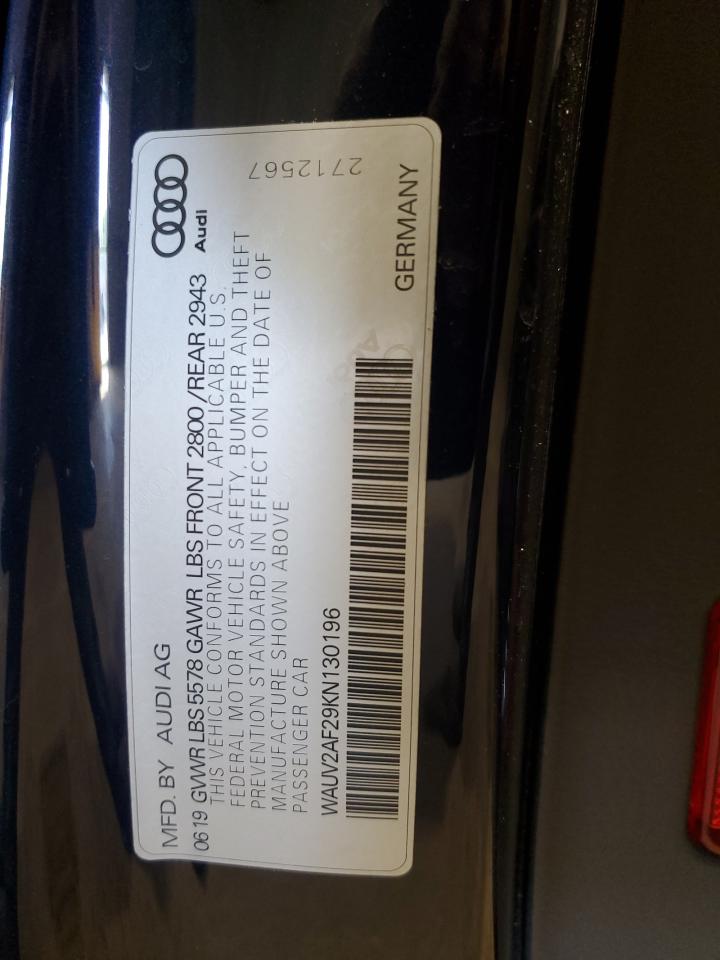 MFD. BY AUDI AG
0619 GVWR LBS 5578 GAWR LBS FRONT 2800 /REAR 2943
Audi
THIS VEHICLE CONFORMS TO ALL APPLICABLE U.S.
FEDERAL MOTOR VEHICLE SAFETY, BUMPER AND THEFT
PREVENTION STANDARDS IN EFFECT ON THE DATE OF
MANUFACTURE SHOWN ABOVE
PASSENGER CAR
2712567
WAUV2AF29KN130196
GERMANY